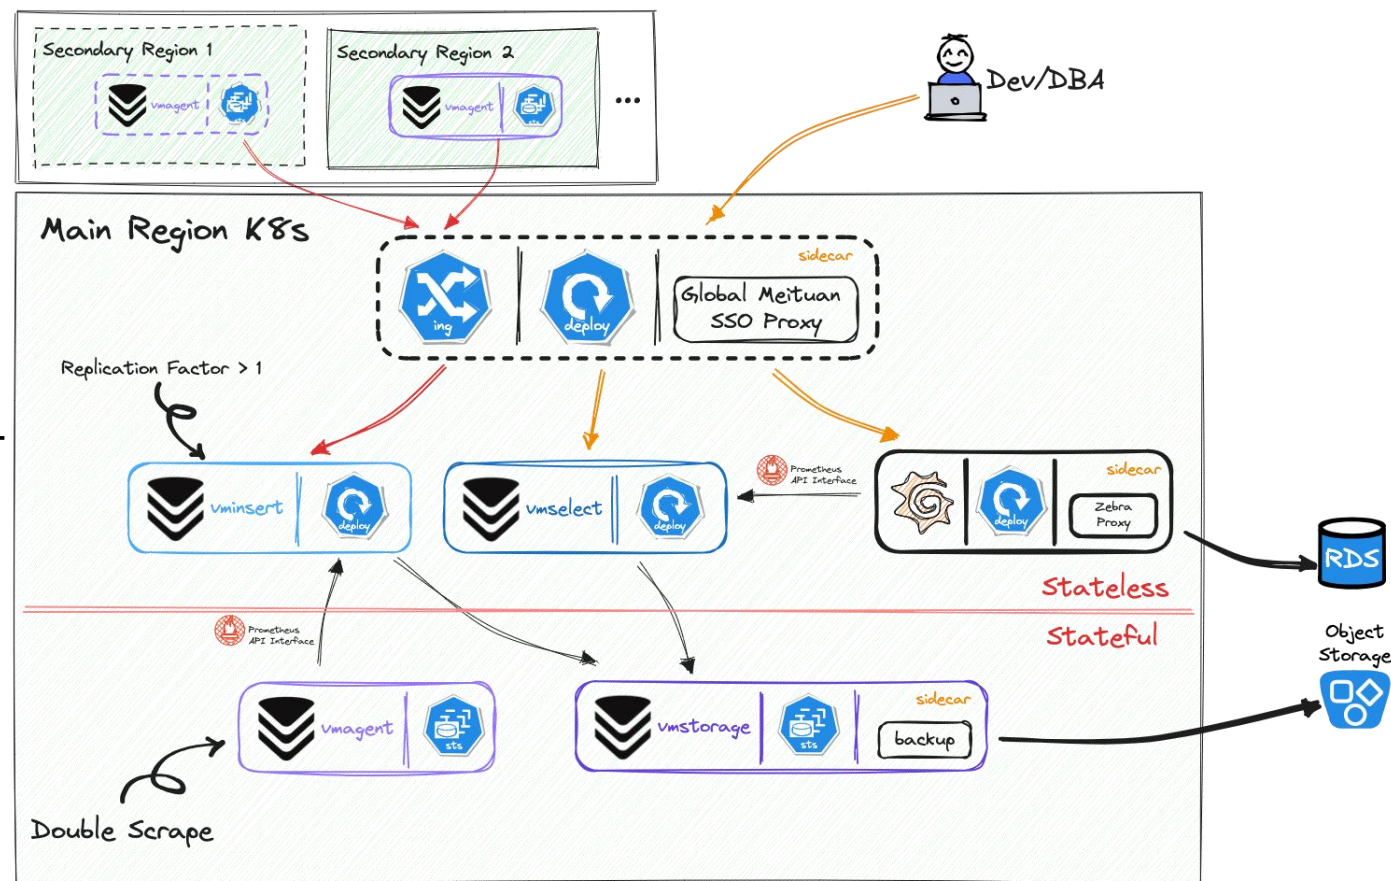 Secondary Region 1
vmagent
sts
Secondary Region 2
vmagent
sts
...
Dev/DBA
Main Region K8s
ing
deploy
sidecar
Global Meituan
SSO Proxy
Replication Factor > 1
vminsert
deploy
vmselect
deploy
Prometheus
API Interface
deploy
sidecar
Zebra
Proxy
RDS
Stateless
Stateful
Prometheus
API Interface
Object
Storage
vmagent
sts
vmstorage
sts
sidecar
backup
Double Scrape